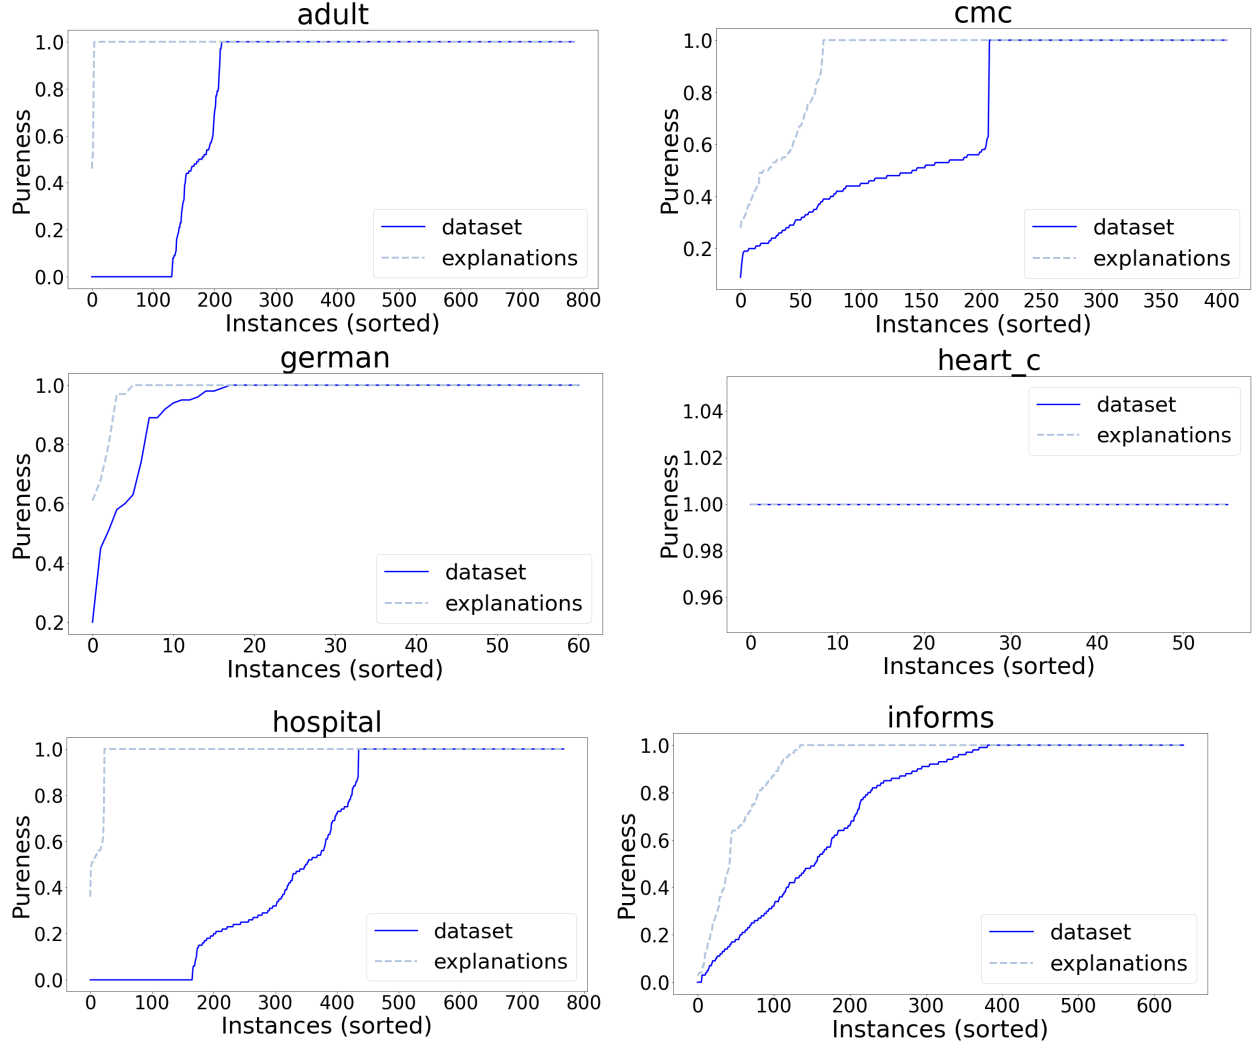 adult
Pureness
1.0
0.8
0.6
0.4
0.2
0.0
dataset
explanations
0 100 200 300 400 500 600 700 800
Instances (sorted)
cmc
Pureness
1.0
0.8
0.6
0.4
0.2
dataset
explanations
0 50 100 150 200 250 300 350 400
Instances (sorted)
german
Pureness
1.0
0.8
0.6
0.4
0.2
dataset
explanations
0 10 20 30 40 50 60
Instances (sorted)
heart_c
Pureness
1.04
1.02
1.00
0.98
0.96
dataset
explanations
0 10 20 30 40 50
Instances (sorted)
hospital
Pureness
1.0
0.8
0.6
0.4
0.2
0.0
dataset
explanations
0 100 200 300 400 500 600 700 800
Instances (sorted)
informs
Pureness
1.0
0.8
0.6
0.4
0.2
0.0
dataset
explanations
0 100 200 300 400 500 600
Instances (sorted)